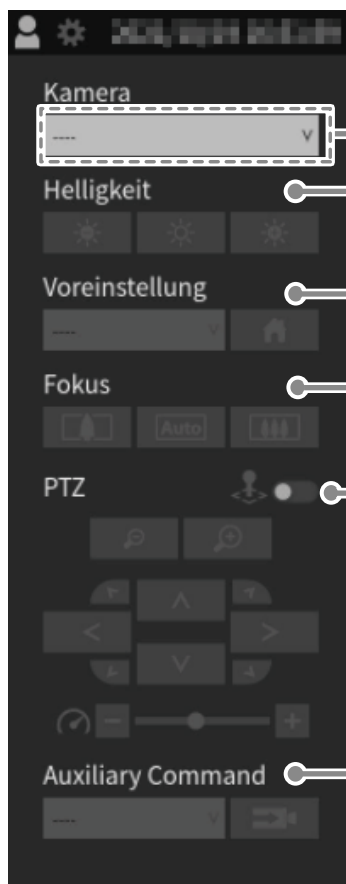 Kamera
----
Helligkeit
Voreinstellung
----
Fokus
Auto
PTZ
Auxiliary Command
----